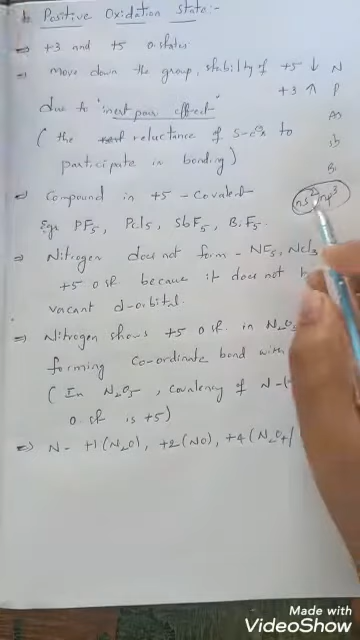 Positive Oxidation state:-
⇒ +3 and +5 o.states
⇒ Move down the group, stability of +5 ↓
+3 ↑
due to "inert pair effect"
(the reluctance of s-e⁻s to
participate in bonding)
⇒ Compound in +5 - Covalent
Eg:- PF5, PCl5, SbF5, BiF5.
⇒ Nitrogen does not form - NF5, NCl5
+5 o.st because it does not
vacant d-orbital.
⇒ Nitrogen shows +5 o.st in N2O5
forming co-ordinate bond with
(In N2O5, covalency of N-
o.st is +5)
⇒ N- +1(N2O), +2(NO), +4(N2O4/
N
P
As
Sb
Bi
ns² np³
Made with
VideoShow